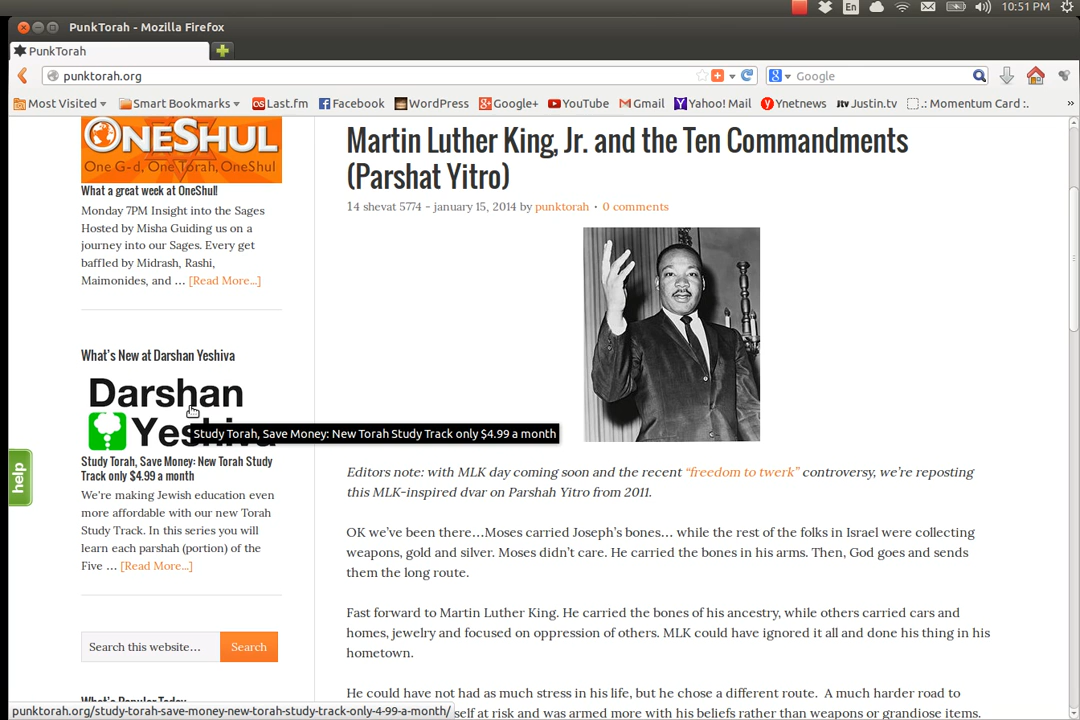 En
10:51 PM
PunkTorah - Mozilla Firefox
PunkTorah
punktorah.org
Google
Most Visited
Smart Bookmarks
Last.fm
Facebook
WordPress
Google+
YouTube
Gmail
Yahoo! Mail
Ynetnews
Justin.tv
.: Momentum Card :.
»
ONESHUL
One G-d, One Torah, OneShul
What a great week at OneShul!
Monday 7PM Insight into the Sages
Hosted by Misha Guiding us on a
journey into our Sages. Every get
baffled by Midrash, Rashi,
Maimonides, and … [Read More...]
What's New at Darshan Yeshiva
Darshan
Study Torah, Save Money: New Torah Study Track only $4.99 a month
Study Torah, Save Money: New Torah Study
Track only $4.99 a month
We're making Jewish education even
more affordable with our new Torah
Study Track. In this series you will
learn each parshah (portion) of the
Five … [Read More...]
help
Search this website…
Search
What's Popular Today
punktorah.org/study-torah-save-money-new-torah-study-track-only-4-99-a-month/
Martin Luther King, Jr. and the Ten Commandments
(Parshat Yitro)
14 shevat 5774 - january 15, 2014 by punktorah · 0 comments
Editors note: with MLK day coming soon and the recent “freedom to twerk” controversy, we’re reposting
this MLK-inspired dvar on Parshah Yitro from 2011.
OK we’ve been there…Moses carried Joseph’s bones… while the rest of the folks in Israel were collecting
weapons, gold and silver. Moses didn’t care. He carried the bones in his arms. Then, God goes and sends
them the long route.
Fast forward to Martin Luther King. He carried the bones of his ancestry, while others carried cars and
homes, jewelry and focused on oppression of others. MLK could have ignored it all and done his thing in his
hometown.
He could have not had as much stress in his life, but he chose a different route. A much harder road to
self at risk and was armed more with his beliefs rather than weapons or grandiose items.